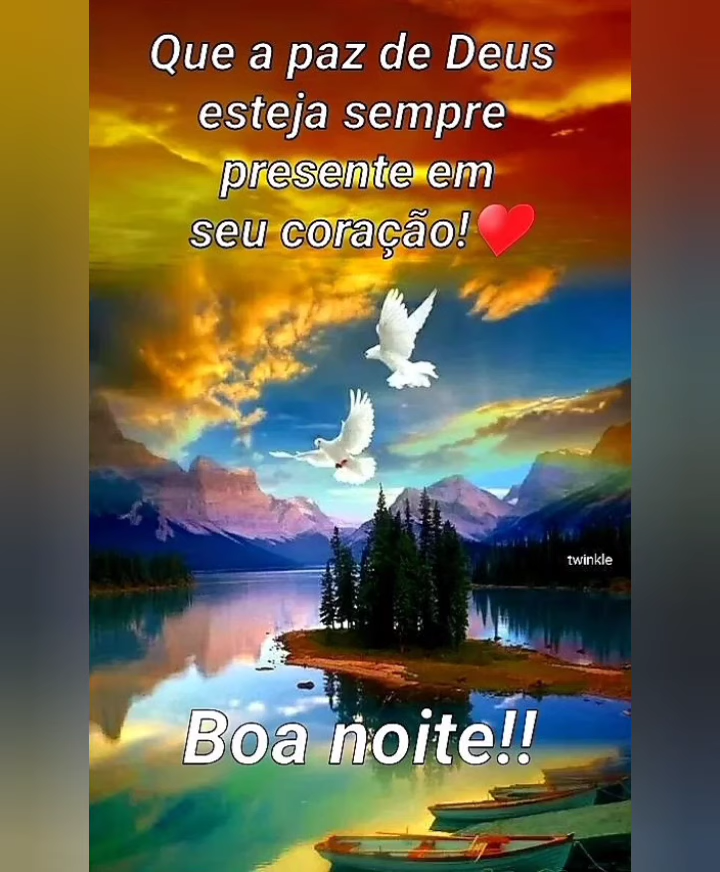 Que a paz de Deus
esteja sempre
presente em
seu coração!❤️
twinkle
Boa noite!!